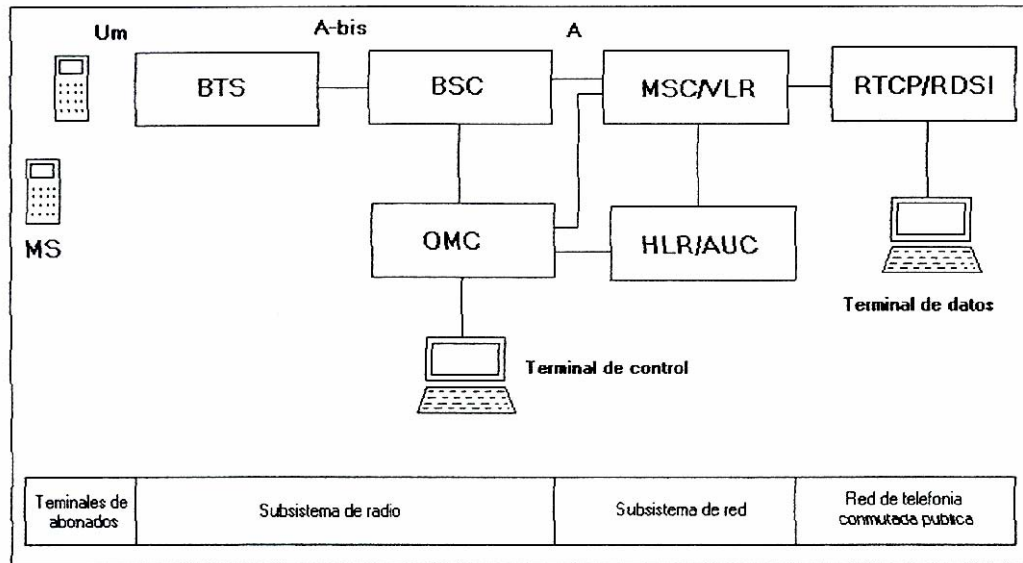 Um
A-bis
A
BTS
BSC
MSC/VLR
RTCP/RDSI
MS
OMC
HLR/AUC
Terminal de datos
Terminal de control
Teminales de
abonados
Subsistema de radio
Subsistema de red
Red de telefonia
conmutada publica